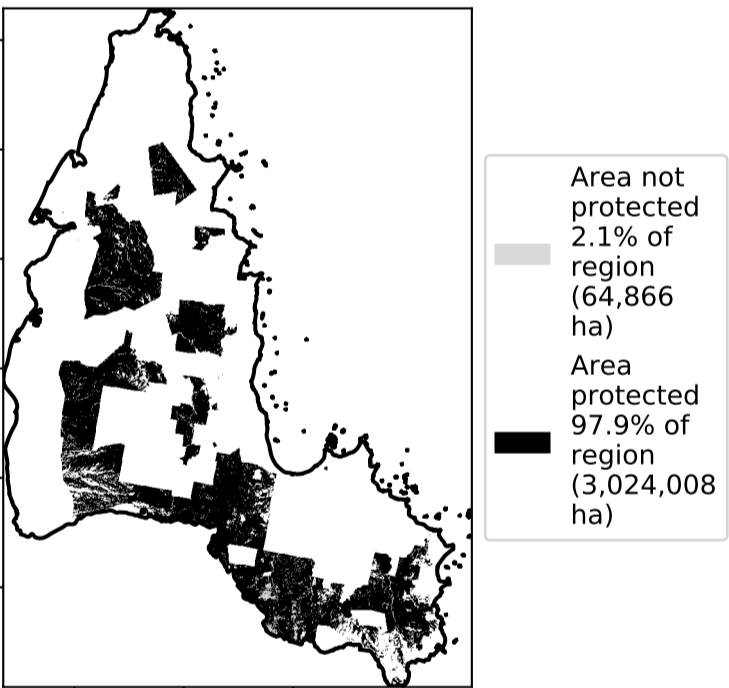 Area not
protected
2.1% of
region
(64,866
ha)
Area
protected
97.9% of
region
(3,024,008
ha)